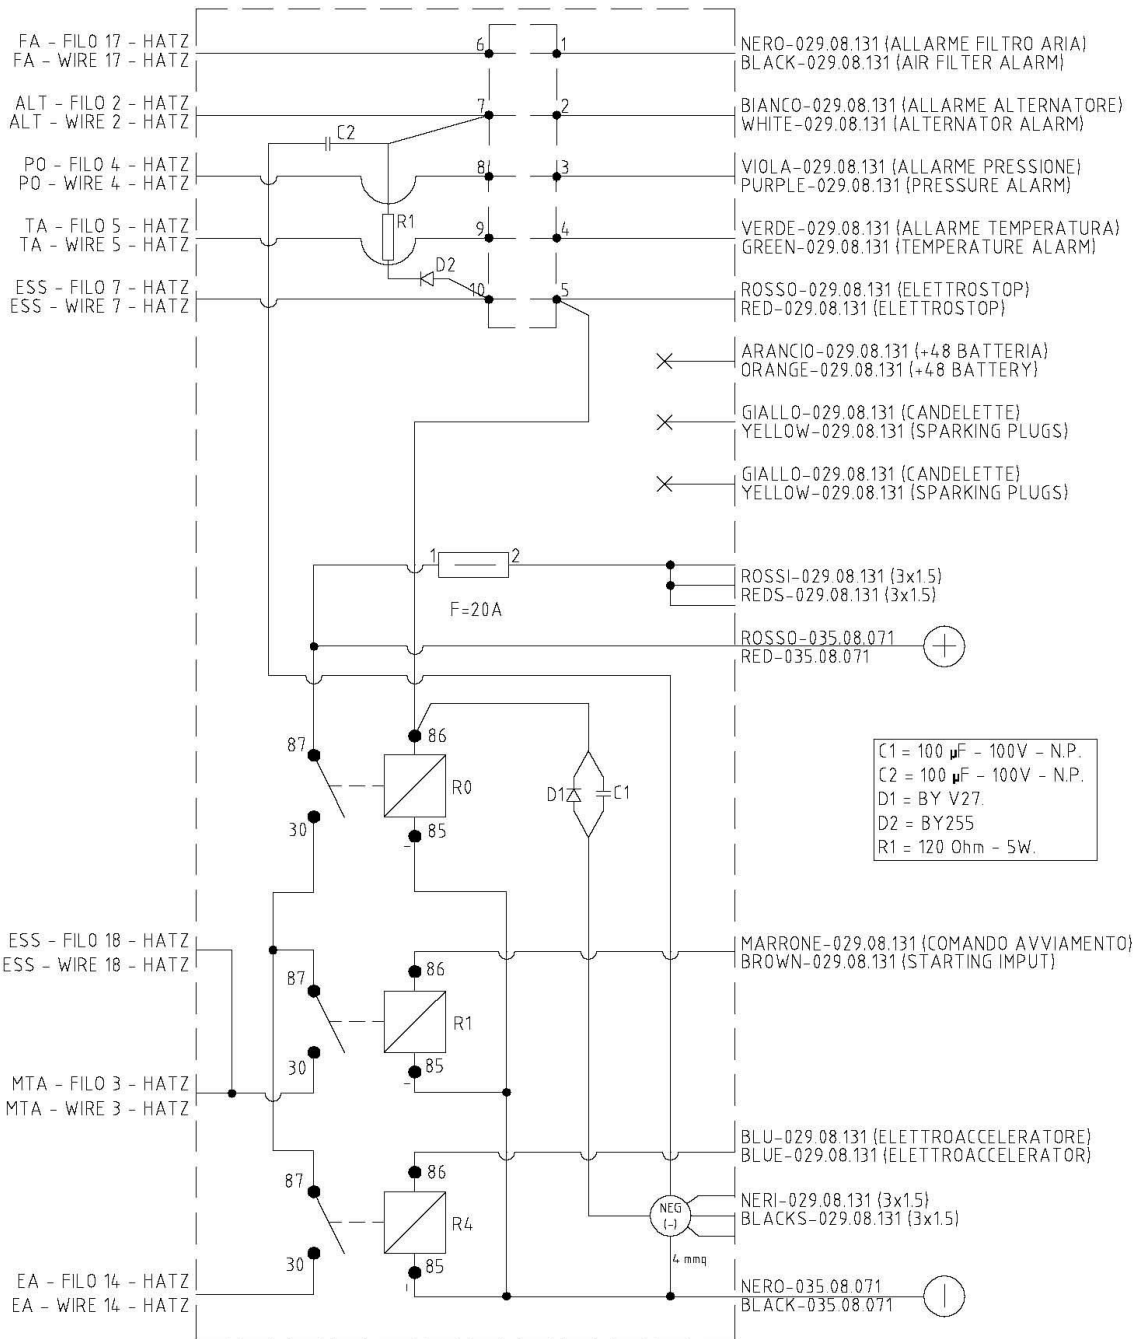 FA - FILO 17 - HATZ
FA - WIRE 17 - HATZ
6
1
NERO-029.08.131 (ALLARME FILTRO ARIA)
BLACK-029.08.131 (AIR FILTER ALARM)
ALT - FILO 2 - HATZ
ALT - WIRE 2 - HATZ
7
2
BIANCO-029.08.131 (ALLARME ALTERNATORE)
WHITE-029.08.131 (ALTERNATOR ALARM)
C2
PO - FILO 4 - HATZ
PO - WIRE 4 - HATZ
8
3
VIOLA-029.08.131 (ALLARME PRESSIONE)
PURPLE-029.08.131 (PRESSURE ALARM)
R1
TA - FILO 5 - HATZ
TA - WIRE 5 - HATZ
9
4
VERDE-029.08.131 (ALLARME TEMPERATURA)
GREEN-029.08.131 (TEMPERATURE ALARM)
D2
ESS - FILO 7 - HATZ
ESS - WIRE 7 - HATZ
10
5
ROSSO-029.08.131 (ELETTROSTOP)
RED-029.08.131 (ELETTROSTOP)
ARANCIO-029.08.131 (+48 BATTERIA)
ORANGE-029.08.131 (+48 BATTERY)
GIALLO-029.08.131 (CANDELETTE)
YELLOW-029.08.131 (SPARKING PLUGS)
GIALLO-029.08.131 (CANDELETTE)
YELLOW-029.08.131 (SPARKING PLUGS)
1
2
F=20A
ROSSI-029.08.131 (3x1.5)
REDS-029.08.131 (3x1.5)
ROSSO-035.08.071
RED-035.08.071
+
87
86
R0
30
85
-
D1
C1
C1 = 100 µF - 100V - N.P.
C2 = 100 µF - 100V - N.P.
D1 = BY V27.
D2 = BY255
R1 = 120 Ohm - 5W.
ESS - FILO 18 - HATZ
ESS - WIRE 18 - HATZ
87
86
R1
30
85
-
MARRONE-029.08.131 (COMANDO AVVIAMENTO)
BROWN-029.08.131 (STARTING IMPUT)
MTA - FILO 3 - HATZ
MTA - WIRE 3 - HATZ
87
86
R4
30
85
-
BLU-029.08.131 (ELETTROACCELERATORE)
BLUE-029.08.131 (ELETTROACCELERATOR)
NEG
(-)
NERI-029.08.131 (3x1.5)
BLACKS-029.08.131 (3x1.5)
4 mmq
EA - FILO 14 - HATZ
EA - WIRE 14 - HATZ
NERO-035.08.071
BLACK-035.08.071